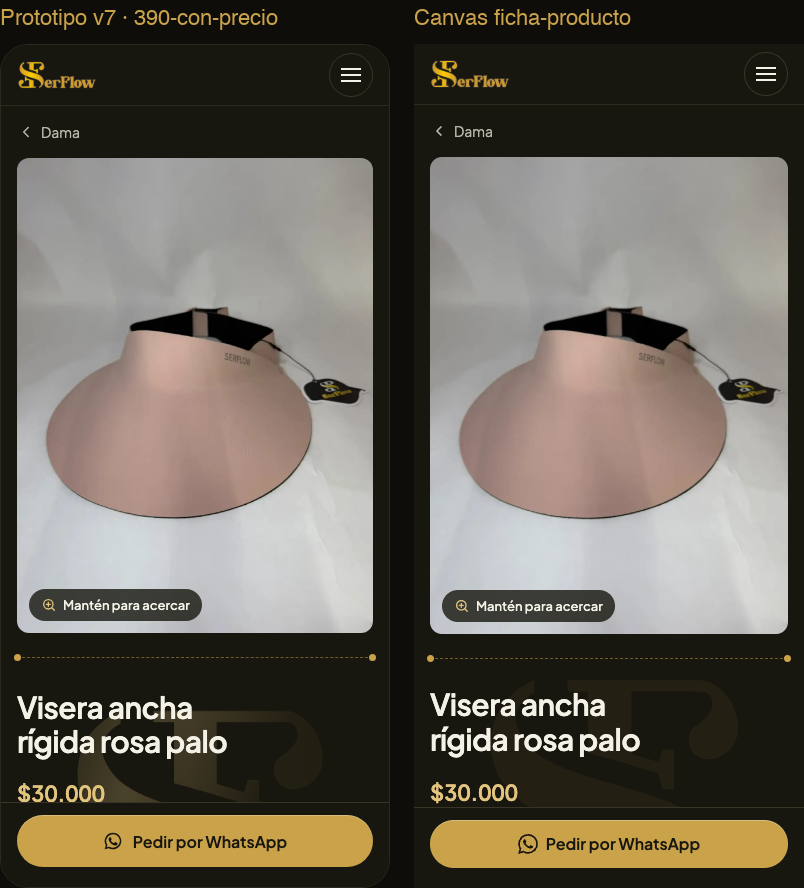 Prototipo v7 · 390-con-precio
SerFlow
Dama
SERFLOW
SerFlow
Mantén para acercar
Visera ancha
rígida rosa palo
$30.000
Pedir por WhatsApp
Canvas ficha-producto
SerFlow
Dama
SERFLOW
SerFlow
Mantén para acercar
Visera ancha
rígida rosa palo
$30.000
Pedir por WhatsApp